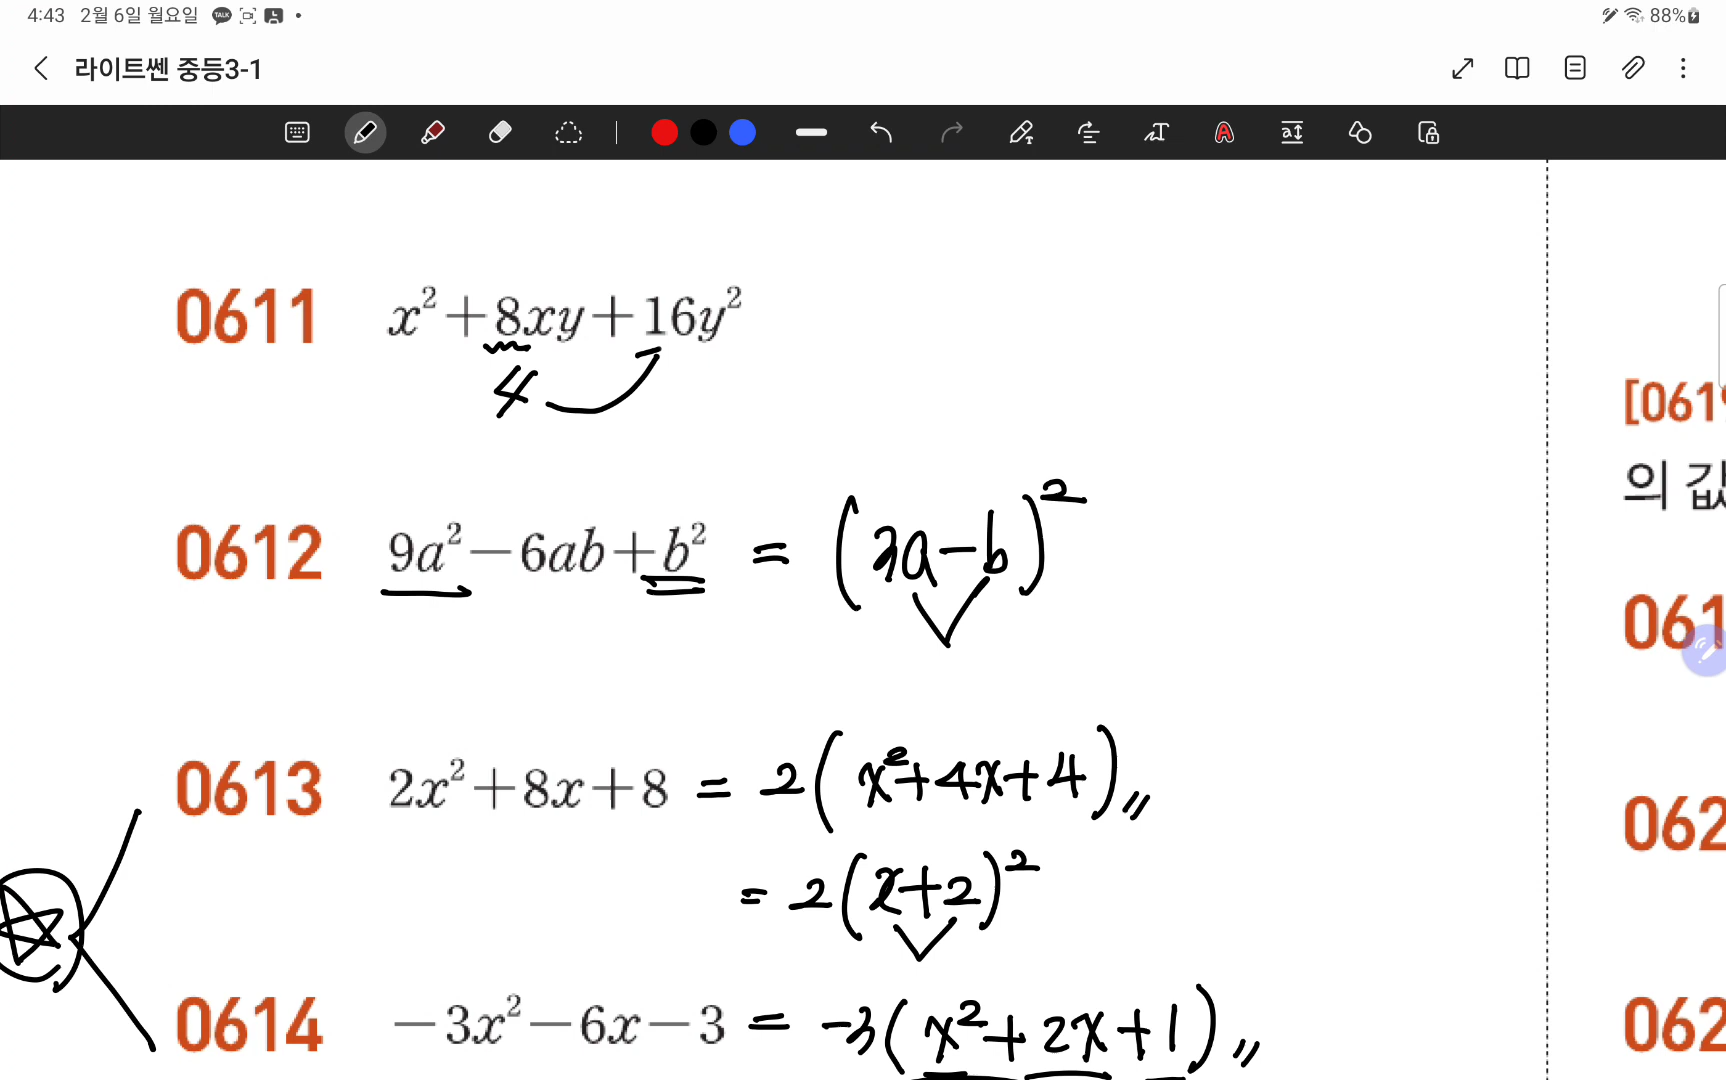 4:43 2월 6일 월요일 TALK 88%
라이트쎈 중등3-1
0611 x²+8xy+16y²
4
0612 9a²-6ab+b² = (3a-b)²
0613 2x²+8x+8 = 2(x²+4x+4)
= 2(x+2)²
0614 -3x²-6x-3 = -3(x²+2x+1)
[061
의
061
062
062